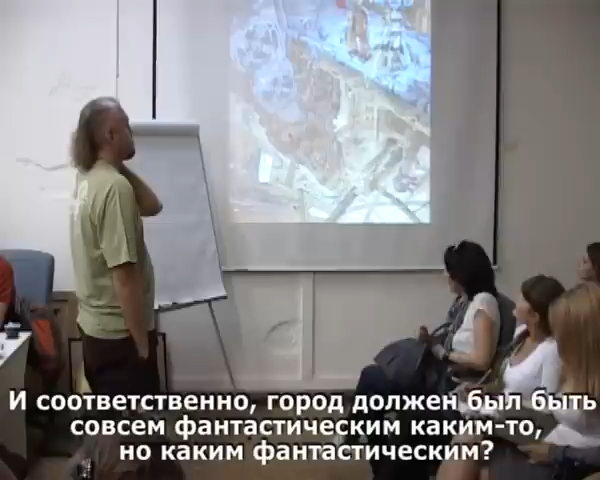 И соответственно, город должен был быть
совсем фантастическим каким-то,
но каким фантастическим?